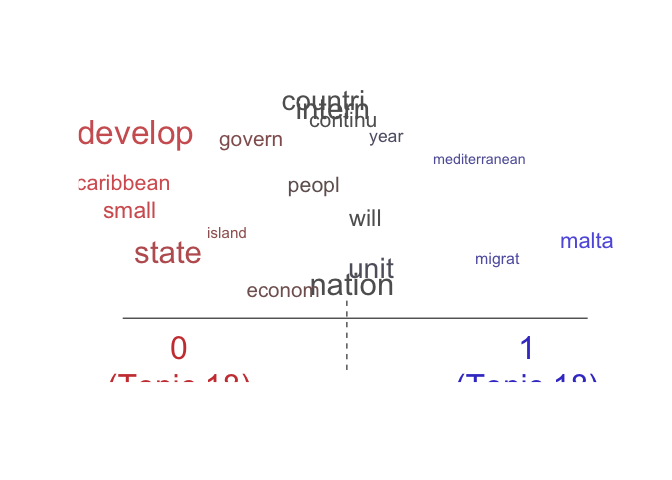 countri
intern
continu
develop
govern
year
mediterranean
caribbean
peopl
small
will
island
malta
state
migrat
unit
nation
econom
0
1
(Topic 18)
(Topic 18)